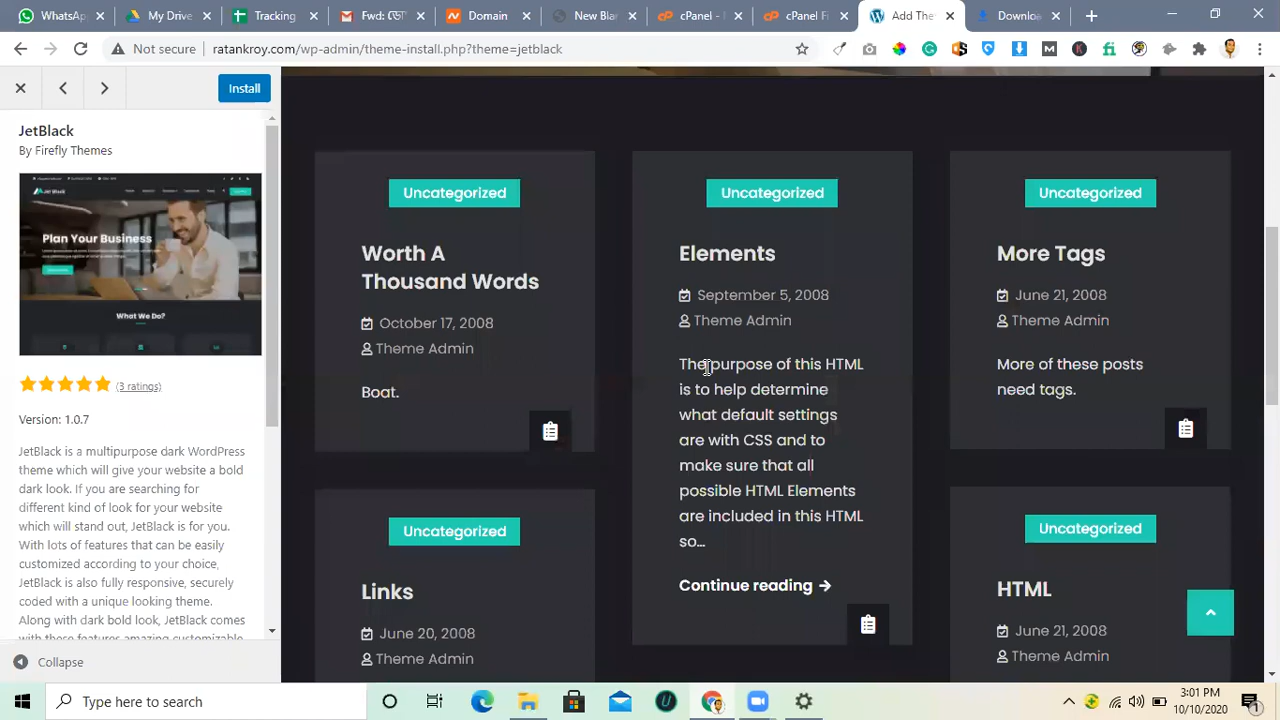 WhatsApp
My Drive
Tracking
Fwd:
Domain
New Bla
cPanel -
cPanel Fi
Add The
Downloa
Not secure
ratankroy.com/wp-admin/theme-install.php?theme=jetblack
Install
JetBlack
By Firefly Themes
Jet Black
Plan Your Business
What We Do?
(3 ratings)
Version: 1.0.7
JetBlack is a multipurpose dark WordPress
theme which will give your website a bold
dark look. If you are searching for
different kind of look for your website
which will stand out, JetBlack is for you.
With lots of features that can be easily
customized according to your choice,
JetBlack is also fully responsive, securely
coded with a unique looking theme.
Along with dark bold look, JetBlack comes
with these features amazing customizable
Collapse
Uncategorized
Worth A
Thousand Words
October 17, 2008
Theme Admin
Boat.
Uncategorized
Links
June 20, 2008
Theme Admin
Uncategorized
Elements
September 5, 2008
Theme Admin
The purpose of this HTML
is to help determine
what default settings
are with CSS and to
make sure that all
possible HTML Elements
are included in this HTML
so...
Continue reading
Uncategorized
More Tags
June 21, 2008
Theme Admin
More of these posts
need tags.
Uncategorized
HTML
June 21, 2008
Theme Admin
Type here to search
3:01 PM
10/10/2020